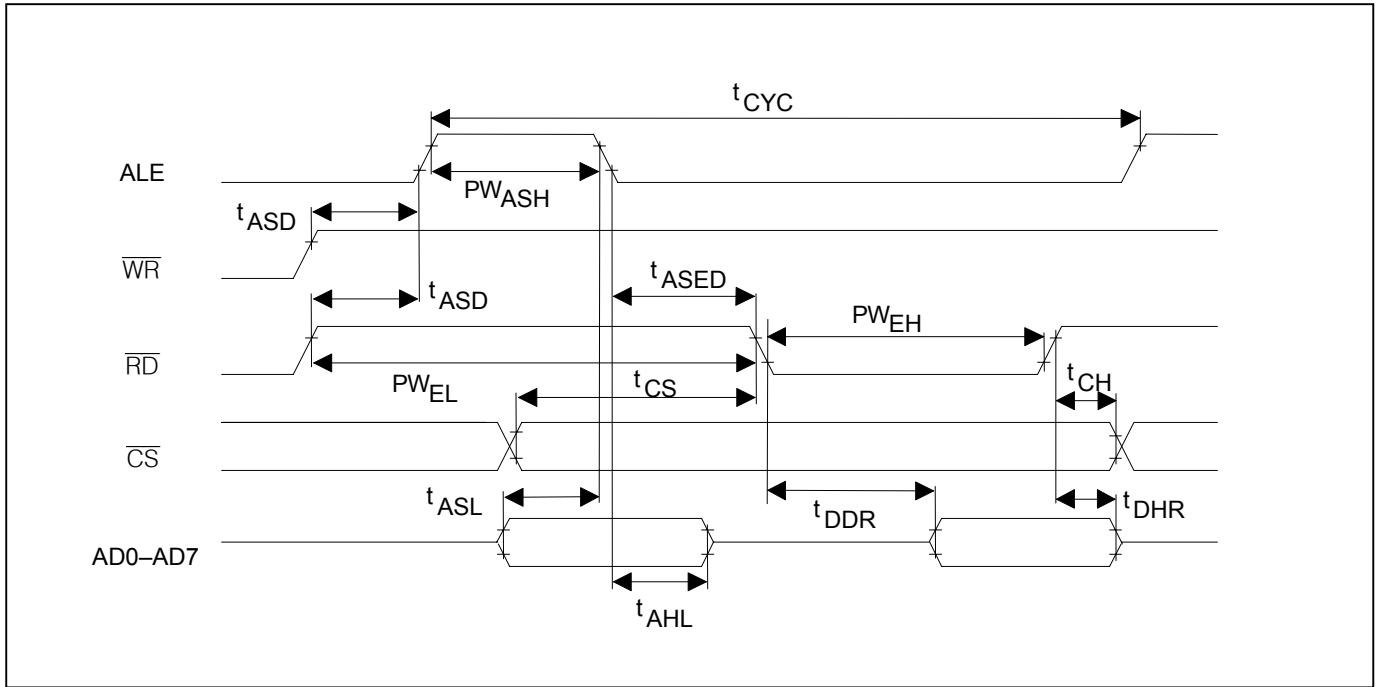 tCYC
ALE
PWASH
tASD
WR
tASED
tASD
PWEH
RD
PWEL
tCS
tCH
CS
tASL
tDDR
tDHR
AD0–AD7
tAHL